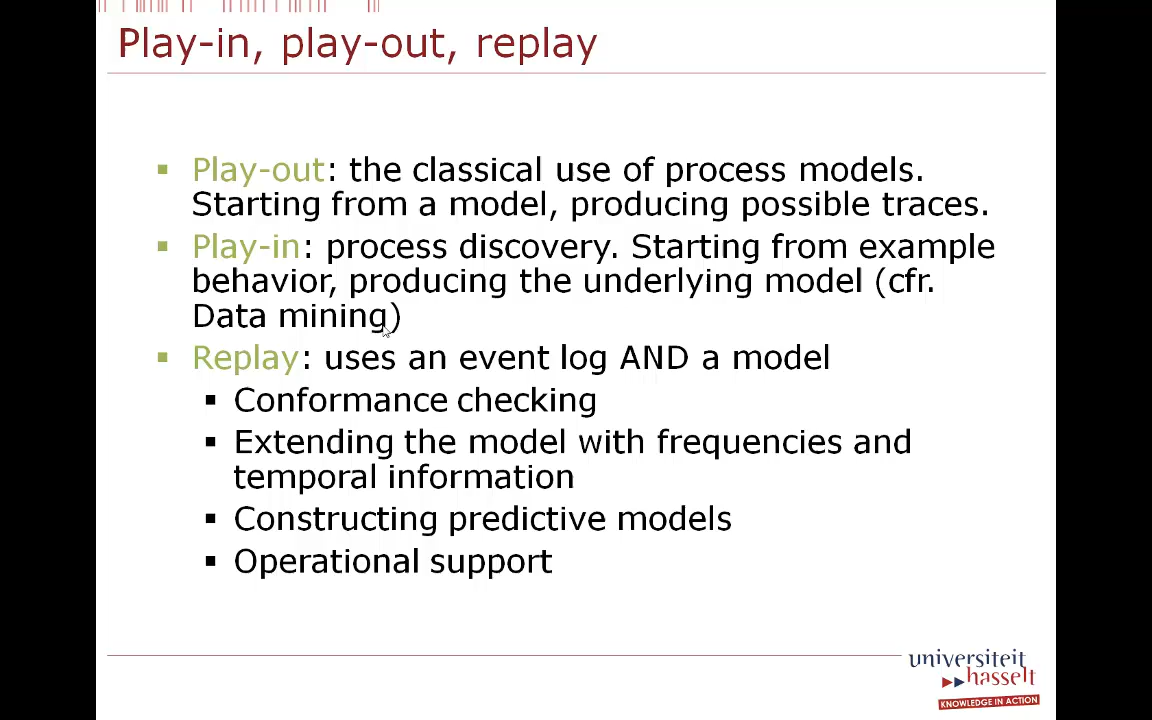 Play-in, play-out, replay
▪ Play-out: the classical use of process models.
Starting from a model, producing possible traces.
▪ Play-in: process discovery. Starting from example
behavior, producing the underlying model (cfr.
Data mining)
▪ Replay: uses an event log AND a model
▪ Conformance checking
▪ Extending the model with frequencies and
temporal information
▪ Constructing predictive models
▪ Operational support
universiteit
hasselt
KNOWLEDGE IN ACTION